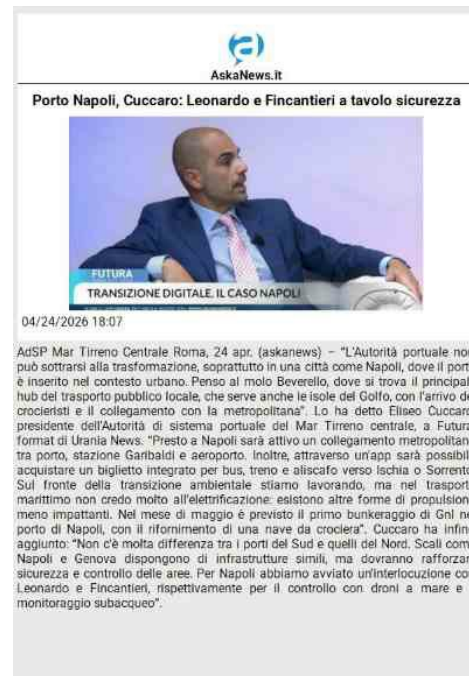 a
AskaNews.it
Porto Napoli, Cuccaro: Leonardo e Fincantieri a tavolo sicurezza
FUTURA
TRANSIZIONE DIGITALE, IL CASO NAPOLI
04/24/2026 18:07
AdSP Mar Tirreno Centrale Roma, 24 apr. (askanews) – "L'Autorità portuale non
può sottrarsi alla trasformazione, soprattutto in una città come Napoli, dove il port
è inserito nel contesto urbano. Penso al molo Beverello, dove si trova il principal
hub del trasporto pubblico locale, che serve anche le isole del Golfo, con l'arrivo de
crocieristi e il collegamento con la metropolitana". Lo ha detto Eliseo Cuccaro
presidente dell'Autorità di sistema portuale del Mar Tirreno centrale, a Futura
format di Urania News. "Presto a Napoli sarà attivo un collegamento metropolitan
tra porto, stazione Garibaldi e aeroporto. Inoltre, attraverso un'app sarà possibil
acquistare un biglietto integrato per bus, treno e aliscafo verso Ischia o Sorrento
Sul fronte della transizione ambientale stiamo lavorando, ma nel trasport
marittimo non credo molto all'elettrificazione: esistono altre forme di propulsion
meno impattanti. Nel mese di maggio è previsto il primo bunkeraggio di Gnl ne
porto di Napoli, con il rifornimento di una nave da crociera". Cuccaro ha infin
aggiunto: "Non c'è molta differenza tra i porti del Sud e quelli del Nord. Scali com
Napoli e Genova dispongono di infrastrutture simili, ma dovranno rafforzar
sicurezza e controllo delle aree. Per Napoli abbiamo avviato un'interlocuzione co
Leonardo e Fincantieri, rispettivamente per il controllo con droni a mare e
monitoraggio subacqueo".